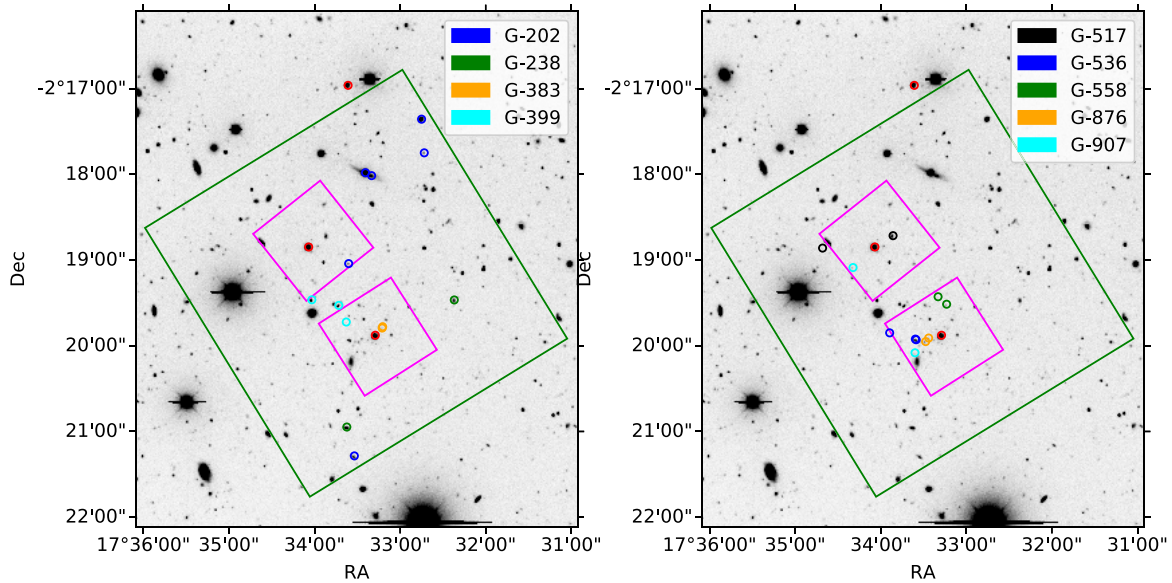 G-202
G-238
G-383
G-399
-2°17'00"
18'00"
19'00"
20'00"
21'00"
22'00"
Dec
17°36'00"
35'00"
34'00"
33'00"
32'00"
31'00"
RA
G-517
G-536
G-558
G-876
G-907
-2°17'00"
18'00"
19'00"
20'00"
21'00"
22'00"
Dec
17°36'00"
35'00"
34'00"
33'00"
32'00"
31'00"
RA